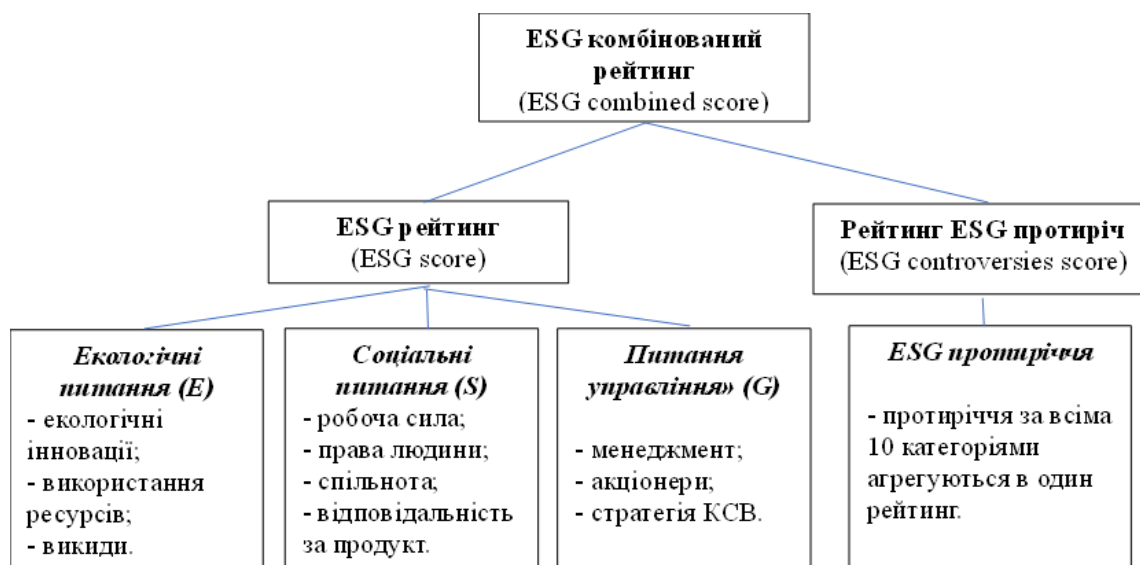 ESG комбінований
рейтинг
(ESG combined score)
ESG рейтинг
(ESG score)
Рейтинг ESG протиріч
(ESG controversies score)
Екологічні
питання (E)
- екологічні
інновації;
- використання
ресурсів;
- викиди.
Соціальні
питання (S)
- робоча сила;
- права людини;
- спільнота;
- відповідальність
за продукт.
Питання
управління» (G)
- менеджмент;
- акціонери;
- стратегія КСВ.
ESG протиріччя
- протиріччя за всіма
10 категоріями
агрегуються в один
рейтинг.